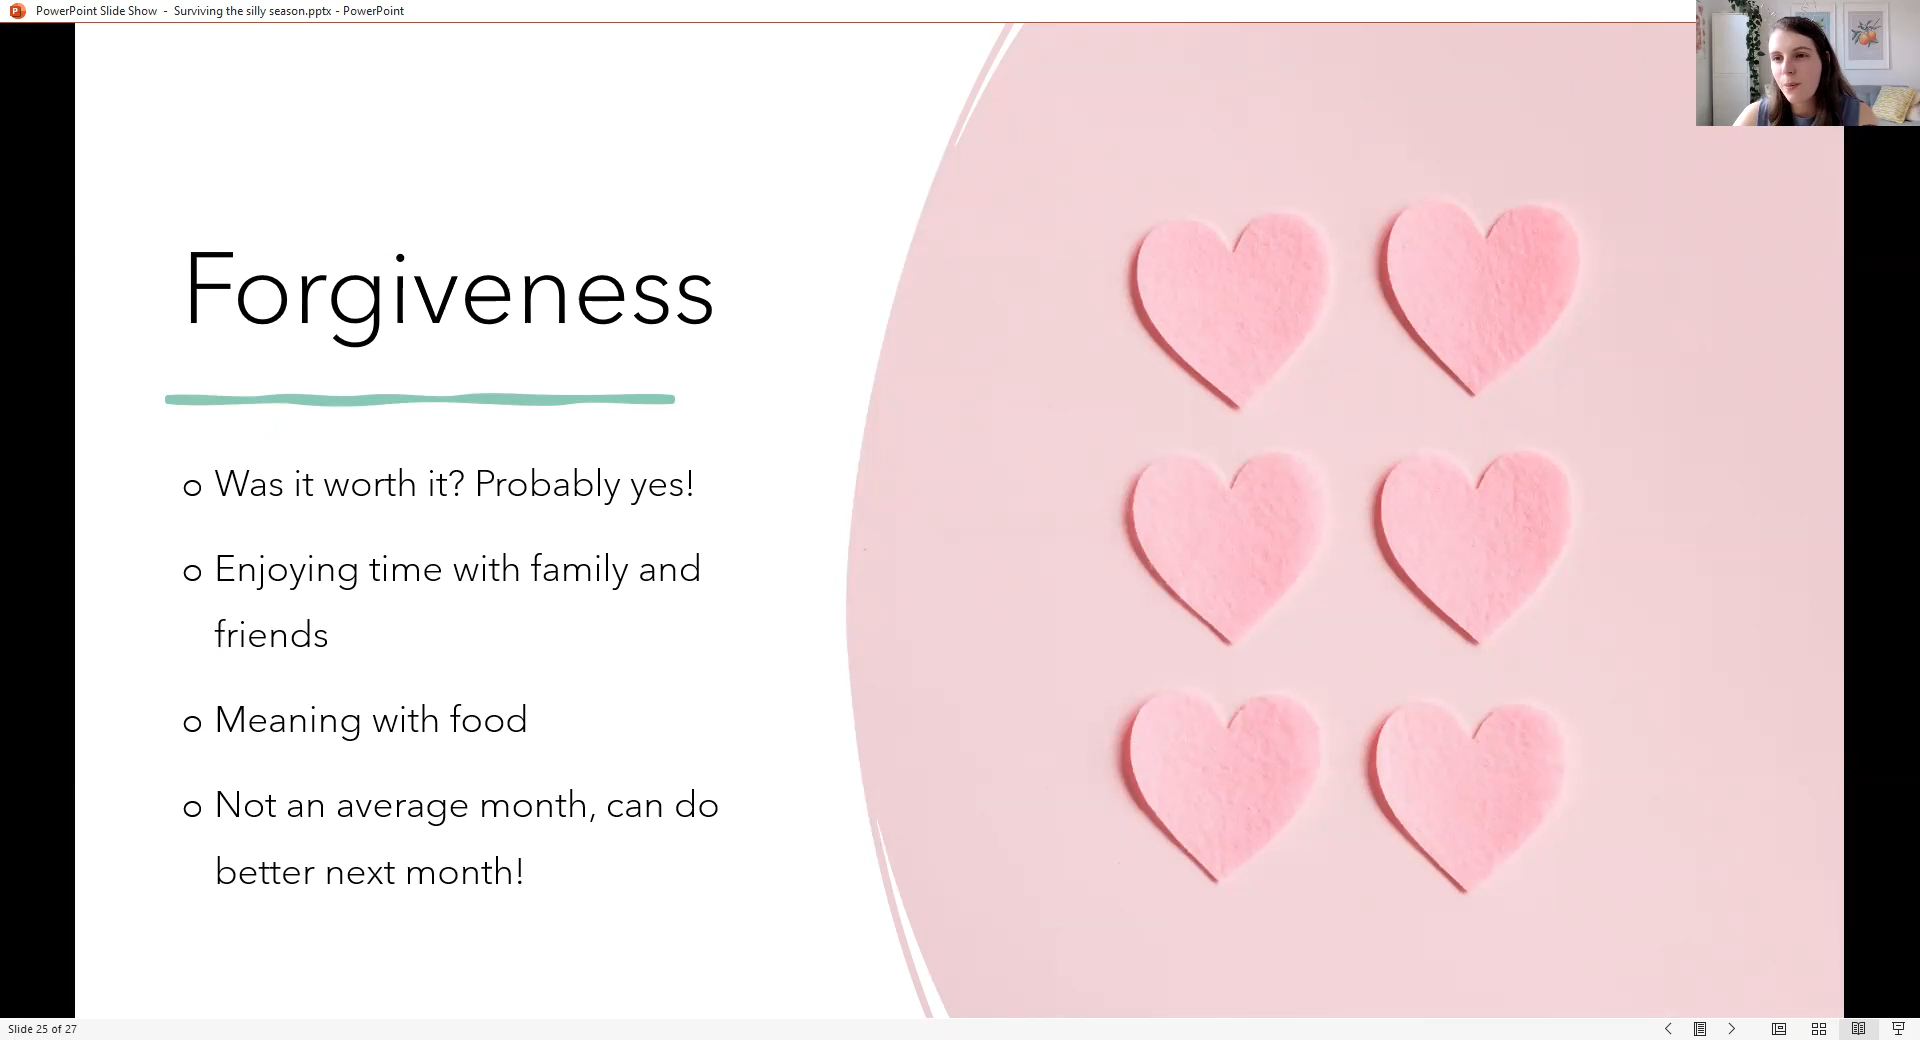 PowerPoint Slide Show - Surviving the silly season.pptx - PowerPoint
Forgiveness
o Was it worth it? Probably yes!
o Enjoying time with family and
friends
o Meaning with food
o Not an average month, can do
better next month!
Slide 25 of 27